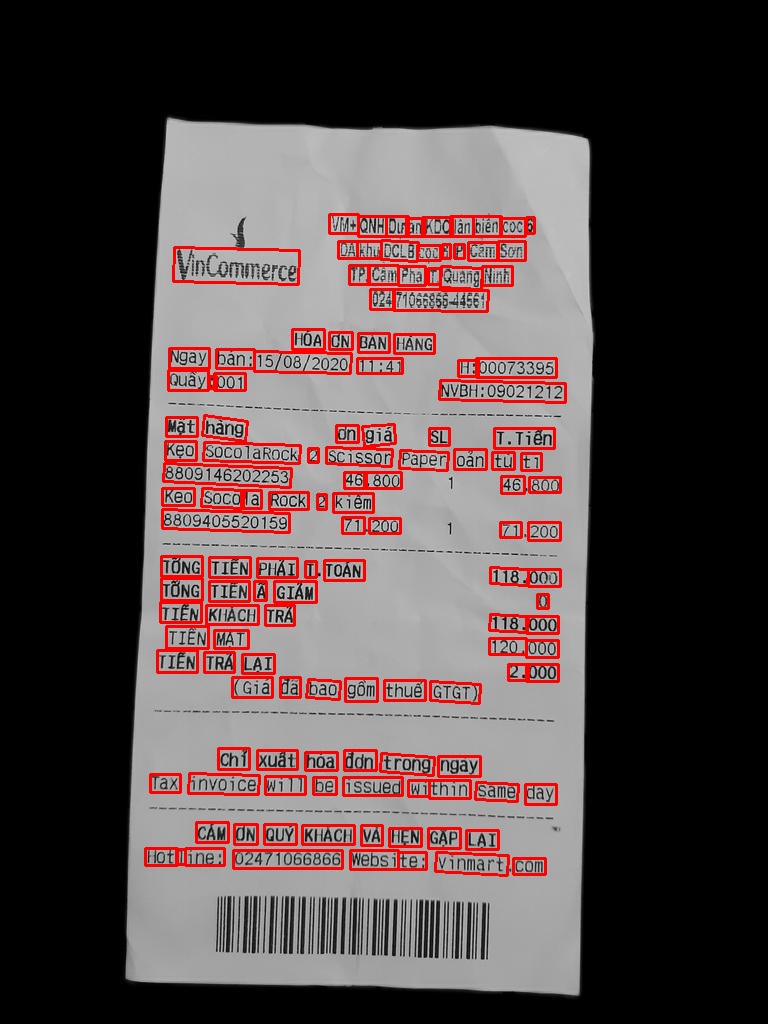 VinCommerce
VM+ QNH Dự án KDC lấn biển cọc 6
DA khu DCLB cọc 6 P. Cẩm Sơn
TP. Cẩm Phả T. Quảng Ninh
024 71066866-44561
HÓA ĐƠN BÁN HÀNG
Ngày bán:15/08/2020 11:41 HĐ:00073395
Quầy:001 NVBH:09021212
Mặt hàng Đơn giá SL T.Tiền
Kẹo SocolaRock 2 Scissor Paper oẳn tù tì
8809146202253 46.800 1 46.800
Kẹo Socola Rock 2 kiếm
8809405520159 71.200 1 71.200
TỔNG TIỀN PHẢI T.TOÁN 118.000
TỔNG TIỀN ĐÃ GIẢM 0
TIỀN KHÁCH TRẢ 118.000
TIỀN MẶT 120.000
TIỀN TRẢ LẠI 2.000
(Giá đã bao gồm thuế GTGT)
Chỉ xuất hóa đơn trong ngày
Tax invoice will be issued within same day
CẢM ƠN QUÝ KHÁCH VÀ HẸN GẶP LẠI
Hotline: 02471066866 Website: Vinmart.com